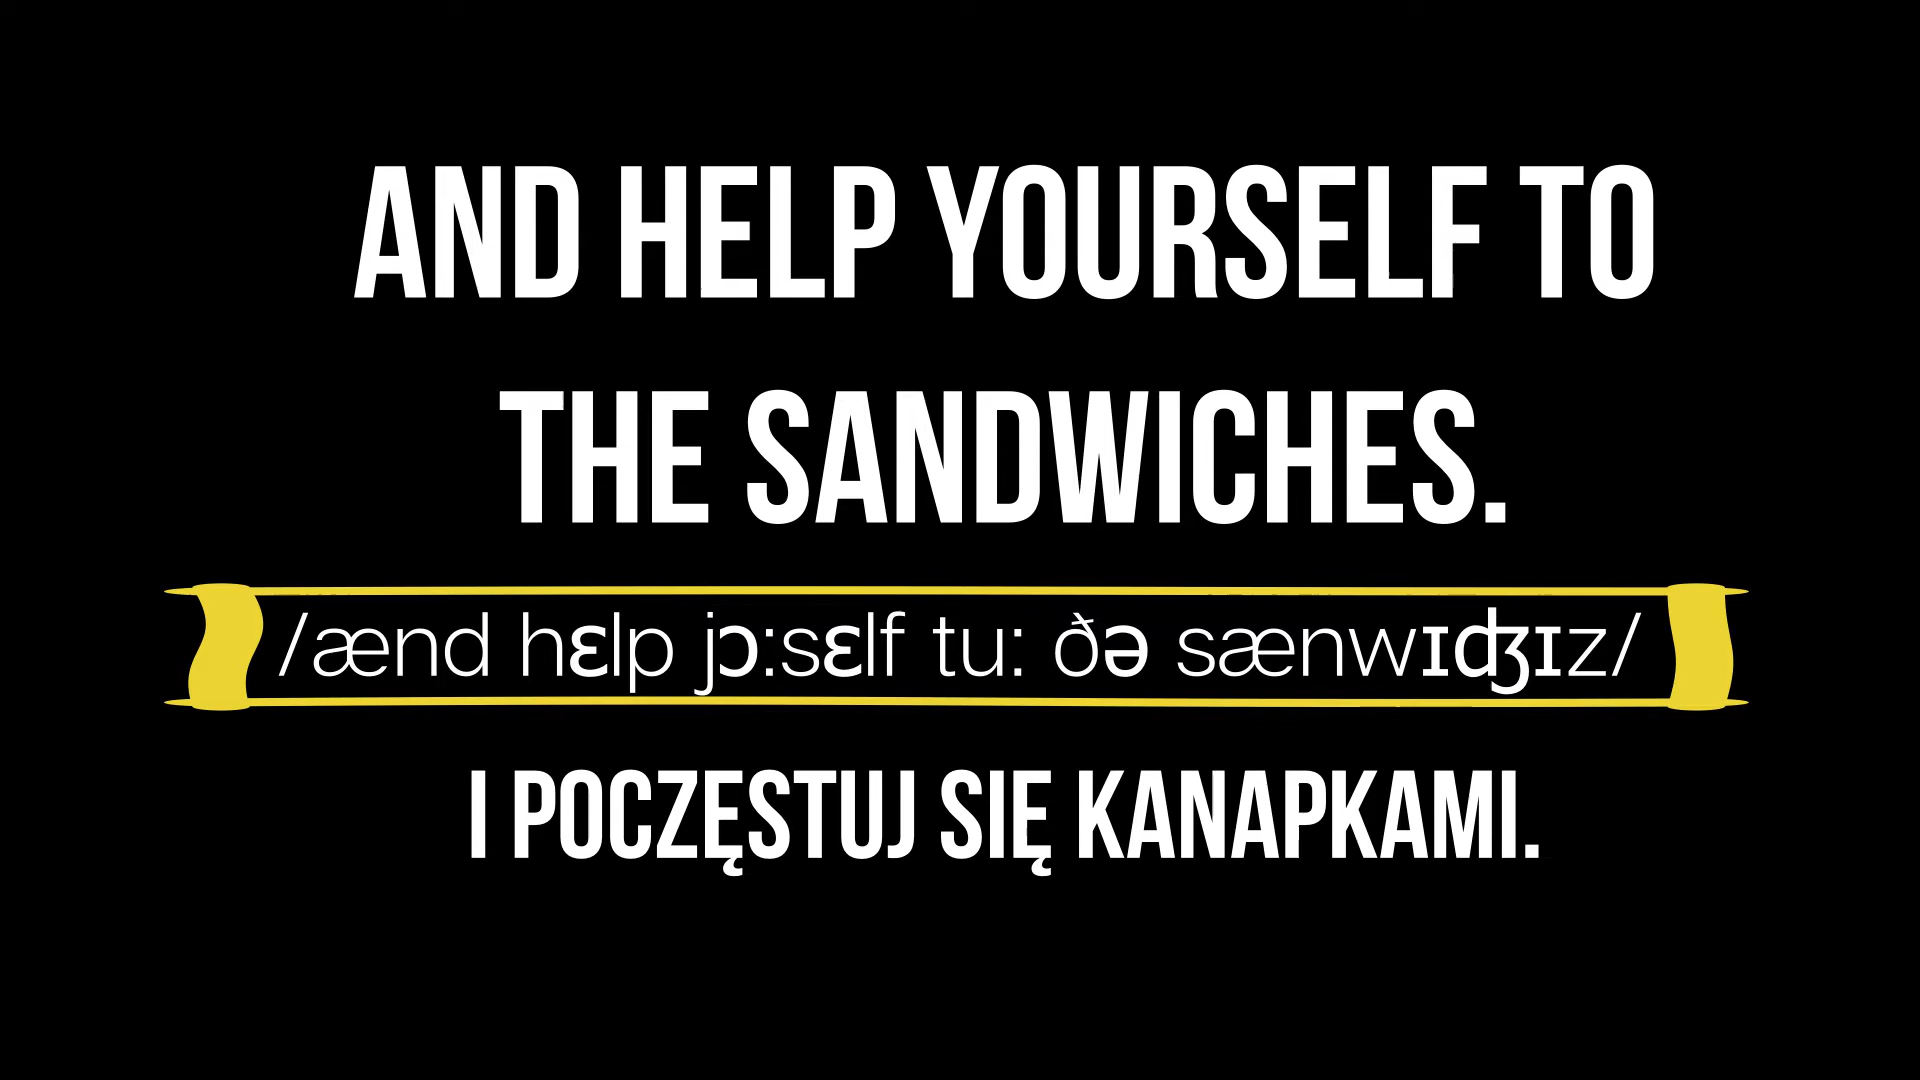 AND HELP YOURSELF TO
THE SANDWICHES.
/ænd hɛlp jɔ:sɛlf tu: ðə sænwɪʤɪz/
I POCZĘSTUJ SIĘ KANAPKAMI.